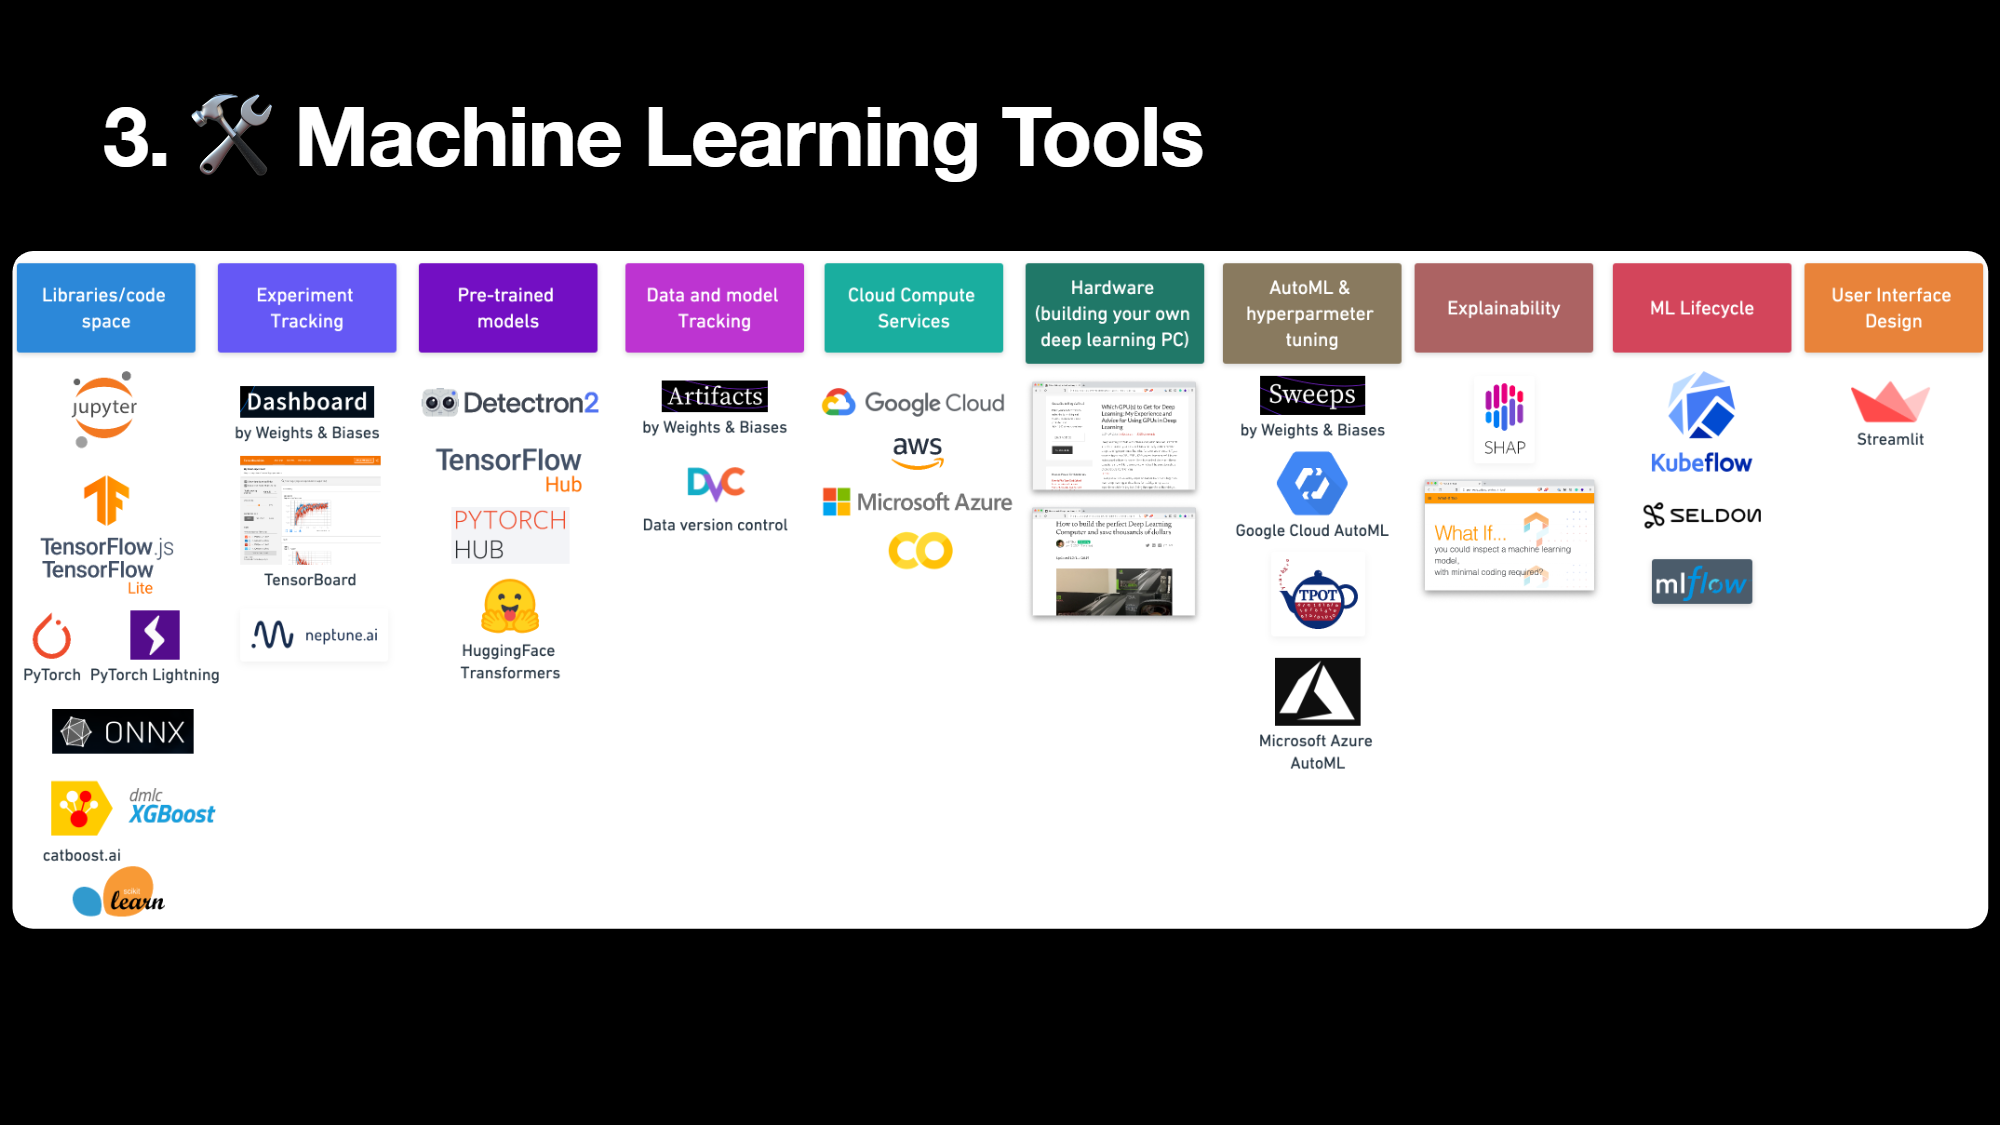 3. 🛠 Machine Learning Tools
Libraries/code
space
Experiment
Tracking
Pre-trained
models
Data and model
Tracking
Cloud Compute
Services
Hardware
(building your own
deep learning PC)
AutoML &
hyperparmeter
tuning
Explainability
ML Lifecycle
User Interface
Design
jupyter
TensorFlow.js
TensorFlow
Lite
PyTorch
PyTorch Lightning
ONNX
dmlc
XGBoost
catboost.ai
scikit
learn
Dashboard
by Weights & Biases
TensorBoard
neptune.ai
Detectron2
TensorFlow
Hub
PYTORCH
HUB
HuggingFace
Transformers
Artifacts
by Weights & Biases
DVC
Data version control
Google Cloud
aws
Microsoft Azure
CO
Which GPU(s) to Get for Deep
Learning: My Experience and
Advice for Using GPUs in Deep
Learning
How to build the perfect Deep Learning
Computer and save thousands of dollars
Sweeps
by Weights & Biases
Google Cloud AutoML
TPOT
Microsoft Azure
AutoML
SHAP
What If...
you could inspect a machine learning
model,
with minimal coding required?
Kubeflow
SELDON
mlflow
Streamlit